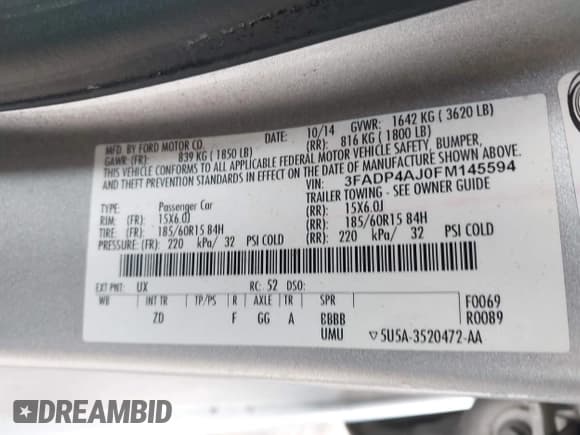 MFD. BY FORD MOTOR CO. DATE: 10/14 GVWR: 1642 KG ( 3620 LB)
GAWR: (FR): 839 KG ( 1850 LB) (RR): 816 KG ( 1800 LB)
THIS VEHICLE CONFORMS TO ALL APPLICABLE FEDERAL MOTOR VEHICLE SAFETY, BUMPER,
AND THEFT PREVENTION STANDARDS IN EFFECT ON THE DATE OF MANUFACTURE SHOWN ABOVE.
VIN: 3FADP4AJ0FM145594
TYPE: Passenger Car TRAILER TOWING - SEE OWNER GUIDE
RIM: (FR): 15X6.0J (RR): 15X6.0J
TIRE: (FR): 185/60R15 84H (RR): 185/60R15 84H
PRESSURE: (FR): 220 kPa/ 32 PSI COLD (RR): 220 kPa/ 32 PSI COLD
EXT PNT: UX RC: 52 DSO:
WB INT TR TP/PS R AXLE TR SPR F0069
ZD F GG A BBBB R0089
UMU ▽5U5A-3520472-AA
DREAMBID